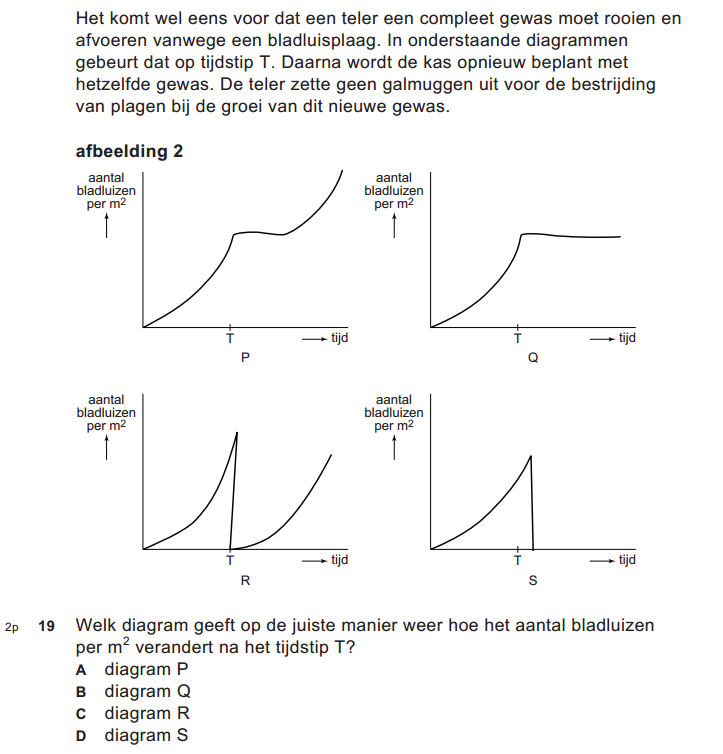 Het komt wel eens voor dat een teler een compleet gewas moet rooien en
afvoeren vanwege een bladluisplaag. In onderstaande diagrammen
gebeurt dat op tijdstip T. Daarna wordt de kas opnieuw beplant met
hetzelfde gewas. De teler zette geen galmuggen uit voor de bestrijding
van plagen bij de groei van dit nieuwe gewas.
afbeelding 2
aantal
bladluizen
per m²
T
tijd
P
aantal
bladluizen
per m²
T
tijd
Q
aantal
bladluizen
per m²
T
tijd
R
aantal
bladluizen
per m²
T
tijd
S
2p 19 Welk diagram geeft op de juiste manier weer hoe het aantal bladluizen
per m² verandert na het tijdstip T?
A diagram P
B diagram Q
C diagram R
D diagram S